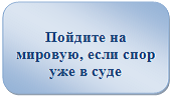 Пойдите на
мировую, если спор
уже в суде